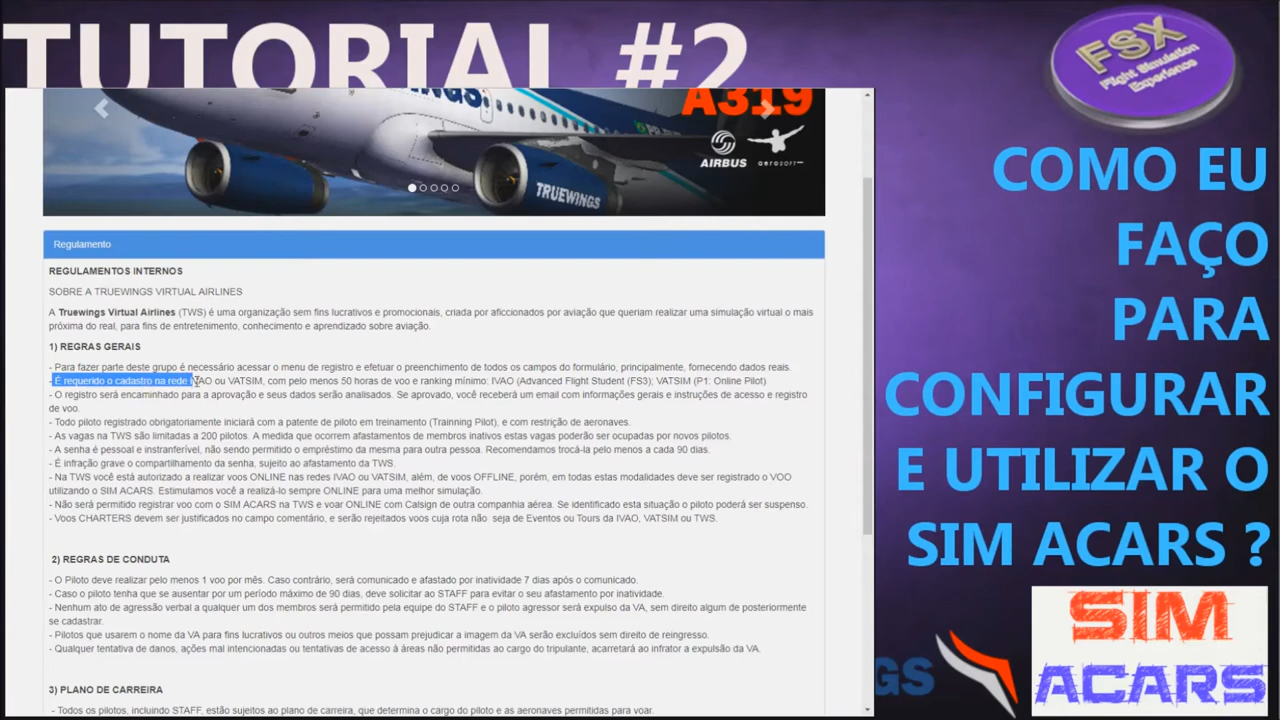 TUTORIAL #2
FSX
Flight Simulation
Experience
COMO EU
FAÇO
PARA
CONFIGURAR
E UTILIZAR O
SIM ACARS ?
A319
AIRBUS
aerosoft
TRUEWINGS
Regulamento
REGULAMENTOS INTERNOS
SOBRE A TRUEWINGS VIRTUAL AIRLINES
A Truewings Virtual Airlines (TWS) é uma organização sem fins lucrativos e promocionais, criada por aficcionados por aviação que queriam realizar uma simulação virtual o mais
próxima do real, para fins de entretenimento, conhecimento e aprendizado sobre aviação.
1) REGRAS GERAIS
- Para fazer parte deste grupo é necessário acessar o menu de registro e efetuar o preenchimento de todos os campos do formulário, principalmente, fornecendo dados reais.
- É requerido o cadastro na rede IVAO ou VATSIM, com pelo menos 50 horas de voo e ranking mínimo: IVAO (Advanced Flight Student (FS3); VATSIM (P1: Online Pilot)
- O registro será encaminhado para a aprovação e seus dados serão analisados. Se aprovado, você receberá um email com informações gerais e instruções de acesso e registro
de voo.
- Todo piloto registrado obrigatoriamente iniciará com a patente de piloto em treinamento (Trainning Pilot), e com restrição de aeronaves.
- As vagas na TWS são limitadas a 200 pilotos. A medida que ocorrem afastamentos de membros inativos estas vagas poderão ser ocupadas por novos pilotos.
- A senha é pessoal e instranferível, não sendo permitido o empréstimo da mesma para outra pessoa. Recomendamos trocá-la pelo menos a cada 90 dias.
- É infração grave o compartilhamento da senha, sujeito ao afastamento da TWS.
- Na TWS você está autorizado a realizar voos ONLINE nas redes IVAO ou VATSIM, além, de voos OFFLINE, porém, em todas estas modalidades deve ser registrado o VOO
utilizando o SIM ACARS. Estimulamos você a realizá-lo sempre ONLINE para uma melhor simulação.
- Não será permitido registrar voo com o SIM ACARS na TWS e voar ONLINE com Calsign de outra companhia aérea. Se identificado esta situação o piloto poderá ser suspenso.
- Voos CHARTERS devem ser justificados no campo comentário, e serão rejeitados voos cuja rota não seja de Eventos ou Tours da IVAO, VATSIM ou TWS.
2) REGRAS DE CONDUTA
- O Piloto deve realizar pelo menos 1 voo por mês. Caso contrário, será comunicado e afastado por inatividade 7 dias após o comunicado.
- Caso o piloto tenha que se ausentar por um período máximo de 90 dias, deve solicitar ao STAFF para evitar o seu afastamento por inatividade.
- Nenhum ato de agressão verbal a qualquer um dos membros será permitido pela equipe do STAFF e o piloto agressor será expulso da VA, sem direito algum de posteriormente
se cadastrar.
- Pilotos que usarem o nome da VA para fins lucrativos ou outros meios que possam prejudicar a imagem da VA serão excluídos sem direito de reingresso.
- Qualquer tentativa de danos, ações mal intencionadas ou tentativas de acesso à áreas não permitidas ao cargo do tripulante, acarretará ao infrator a expulsão da VA.
3) PLANO DE CARREIRA
- Todos os pilotos, incluindo STAFF, estão sujeitos ao plano de carreira, que determina o cargo do piloto e as aeronaves permitidas para voar.
GS
SIM
ACARS